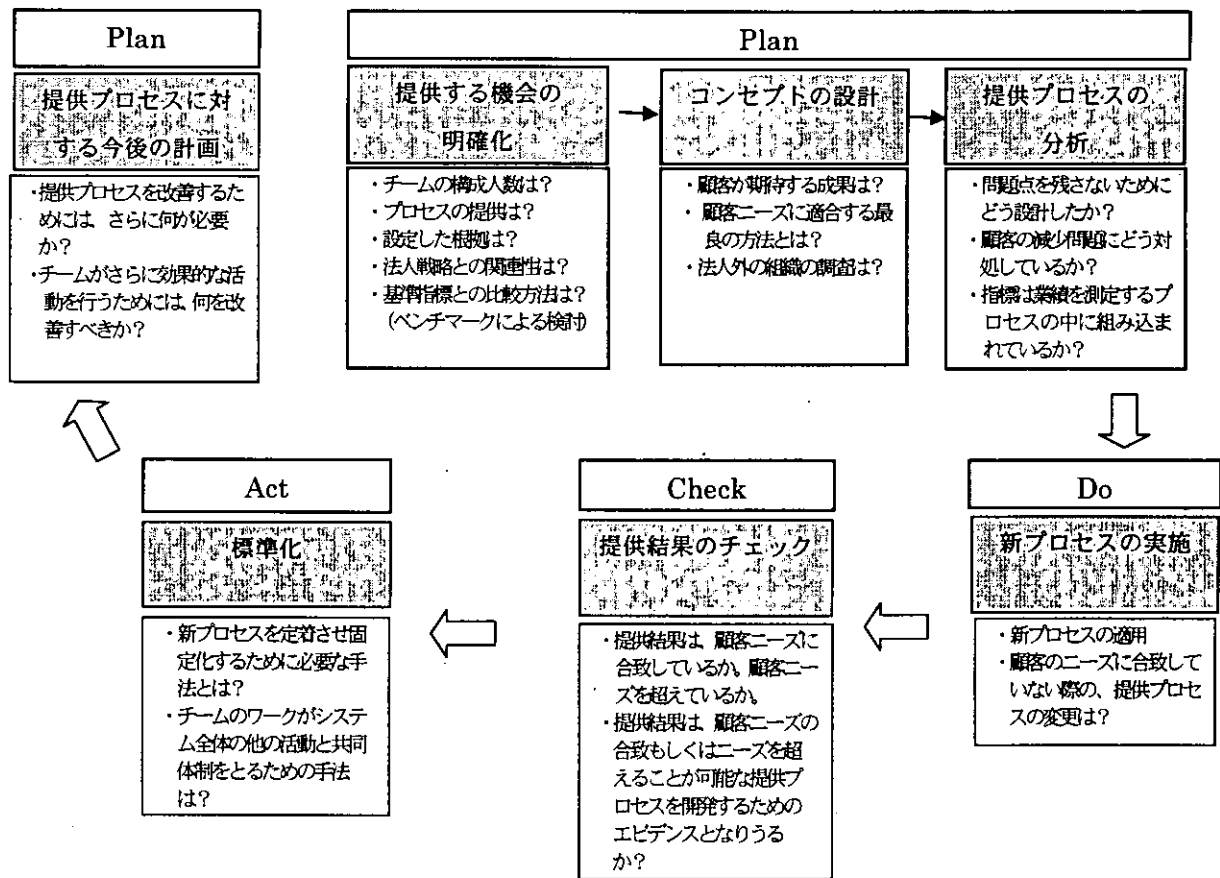 Plan
提供プロセスに対
する今後の計画
・提供プロセスを改善するた
めには、さらに何が必要
か？
・チームがさらに効果的な活
動を行うためには、何を改
善すべきか？
Plan
提供する機会の
明確化
・チームの構成人数は？
・プロセスの提供は？
・設定した根拠は？
・法人戦略との関連性は？
・基準指標との比較方法は？
（ベンチマークによる検討）
コンセプトの設計
・顧客が期待する成果は？
・顧客ニーズに適合する最
良の方法とは？
・法人外の組織の調査は？
提供プロセスの
分析
・問題点を残さないために
どう設計したか？
・顧客の減少問題にどう対
処しているか？
・指標は業績を測定するプ
ロセスの中に組み込ま
れているか？
Do
新プロセスの実施
・新プロセスの適用
・顧客のニーズに合致して
いない際の、提供プロセ
スの変更は？
Check
提供結果のチェック
・提供結果は、顧客ニーズに
合致しているか。顧客ニー
ズを超えているか。
・提供結果は、顧客ニーズの
合致もしくはニーズを超
えることが可能な提供プ
ロセスを開発するための
エビデンスとなりうる
か？
Act
標準化
・新プロセスを定着させ固
定化するために必要な手
法とは？
・チームのワークがシステ
ム全体の他の活動と共同
体制をとるための手法
は？